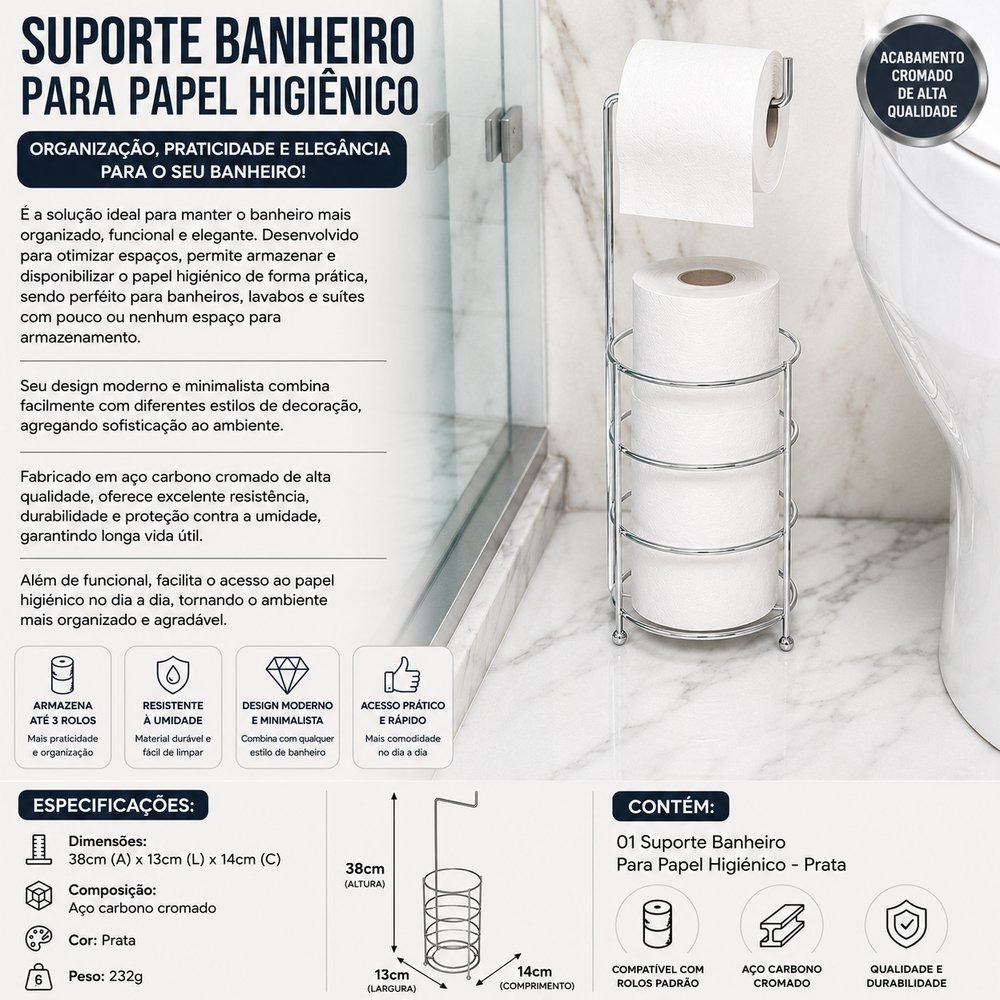 SUPORTE BANHEIRO
PARA PAPEL HIGIÊNICO
ORGANIZAÇÃO, PRATICIDADE E ELEGÂNCIA
PARA O SEU BANHEIRO!
ACABAMENTO
CROMADO
DE ALTA
QUALIDADE
É a solução ideal para manter o banheiro mais
organizado, funcional e elegante. Desenvolvido
para otimizar espaços, permite armazenar e
disponibilizar o papel higiénico de forma prática,
sendo perféito para banheiros, lavabos e suítes
com pouco ou nenhum espaço para
armazenamento.
Seu design moderno e minimalista combina
facilmente com diferentes estilos de decoração,
agregando sofisticação ao ambiente.
Fabricado em aço carbono cromado de alta
qualidade, oferece excelente resistência,
durabilidade e proteção contra a umidade,
garantindo longa vida útil.
Além de funcional, facilita o acesso ao papel
higiénico no dia a dia, tornando o ambiente
mais organizado e agradável.
ARMAZENA
ATÉ 3 ROLOS
Mais praticidade
e organização
RESISTENTE
À UMIDADE
Material durável e
fácil de limpar
DESIGN MODERNO
E MINIMALISTA
Combina com qualquer
estilo de banheiro
ACESSO PRÁTICO
E RÁPIDO
Mais comodidade
no dia a dia
ESPECIFICAÇÕES:
Dimensões:
38cm (A) x 13cm (L) x 14cm (C)
Composição:
Aço carbono cromado
Cor: Prata
6
Peso: 232g
38cm
(ALTURA)
13cm
(LARGURA)
14cm
(COMPRIMENTO)
CONTÉM:
01 Suporte Banheiro
Para Papel Higiénico - Prata
COMPATÍVEL COM
ROLOS PADRÃO
AÇO CARBONO
CROMADO
QUALIDADE E
DURABILIDADE